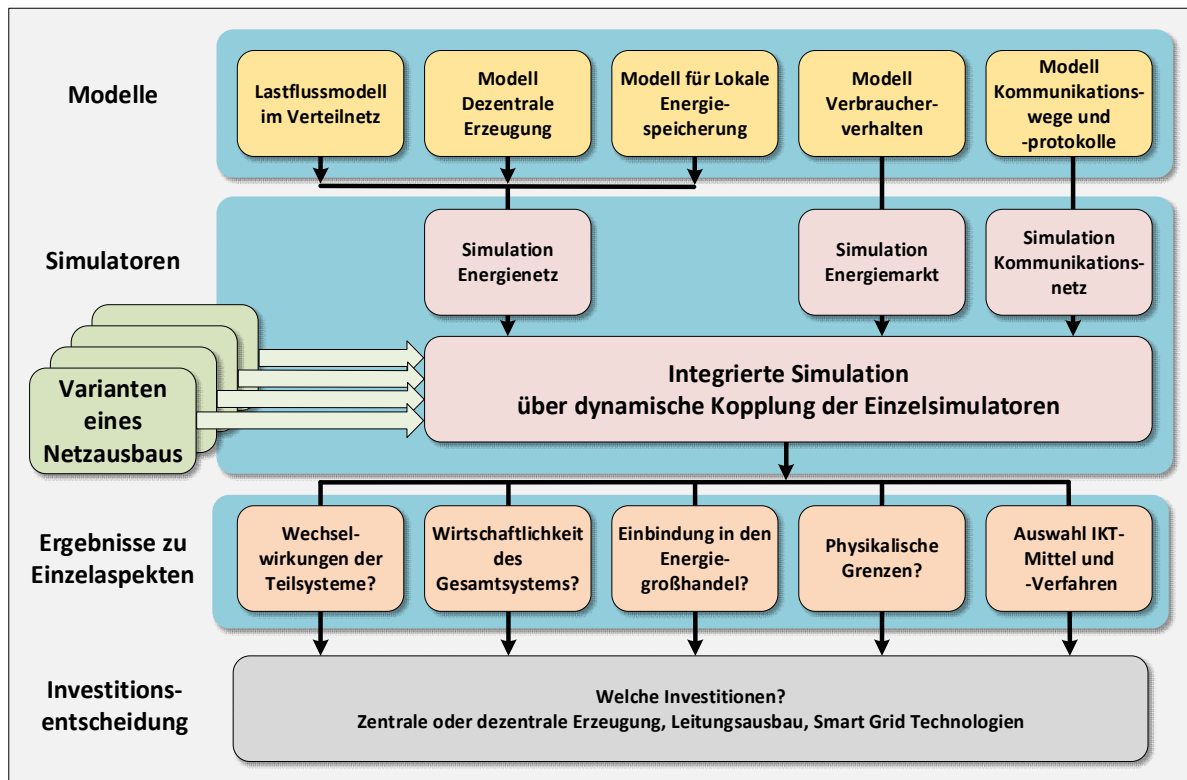 Modelle
Lastflussmodell
im Verteilnetz
Modell
Dezentrale
Erzeugung
Modell für Lokale
Energie-
speicherung
Modell
Verbraucher-
verhalten
Modell
Kommunikations-
wege und
-protokolle
Simulatoren
Simulation
Energienetz
Simulation
Energiemarkt
Simulation
Kommunikations-
netz
Varianten
eines
Netzausbaus
Integrierte Simulation
über dynamische Kopplung der Einzelsimulatoren
Ergebnisse zu
Einzelaspekten
Wechsel-
wirkungen der
Teilsysteme?
Wirtschaftlichkeit
des
Gesamtsystems?
Einbindung in den
Energie-
großhandel?
Physikalische
Grenzen?
Auswahl IKT-
Mittel und
-Verfahren
Investitions-
entscheidung
Welche Investitionen?
Zentrale oder dezentrale Erzeugung, Leitungsausbau, Smart Grid Technologien